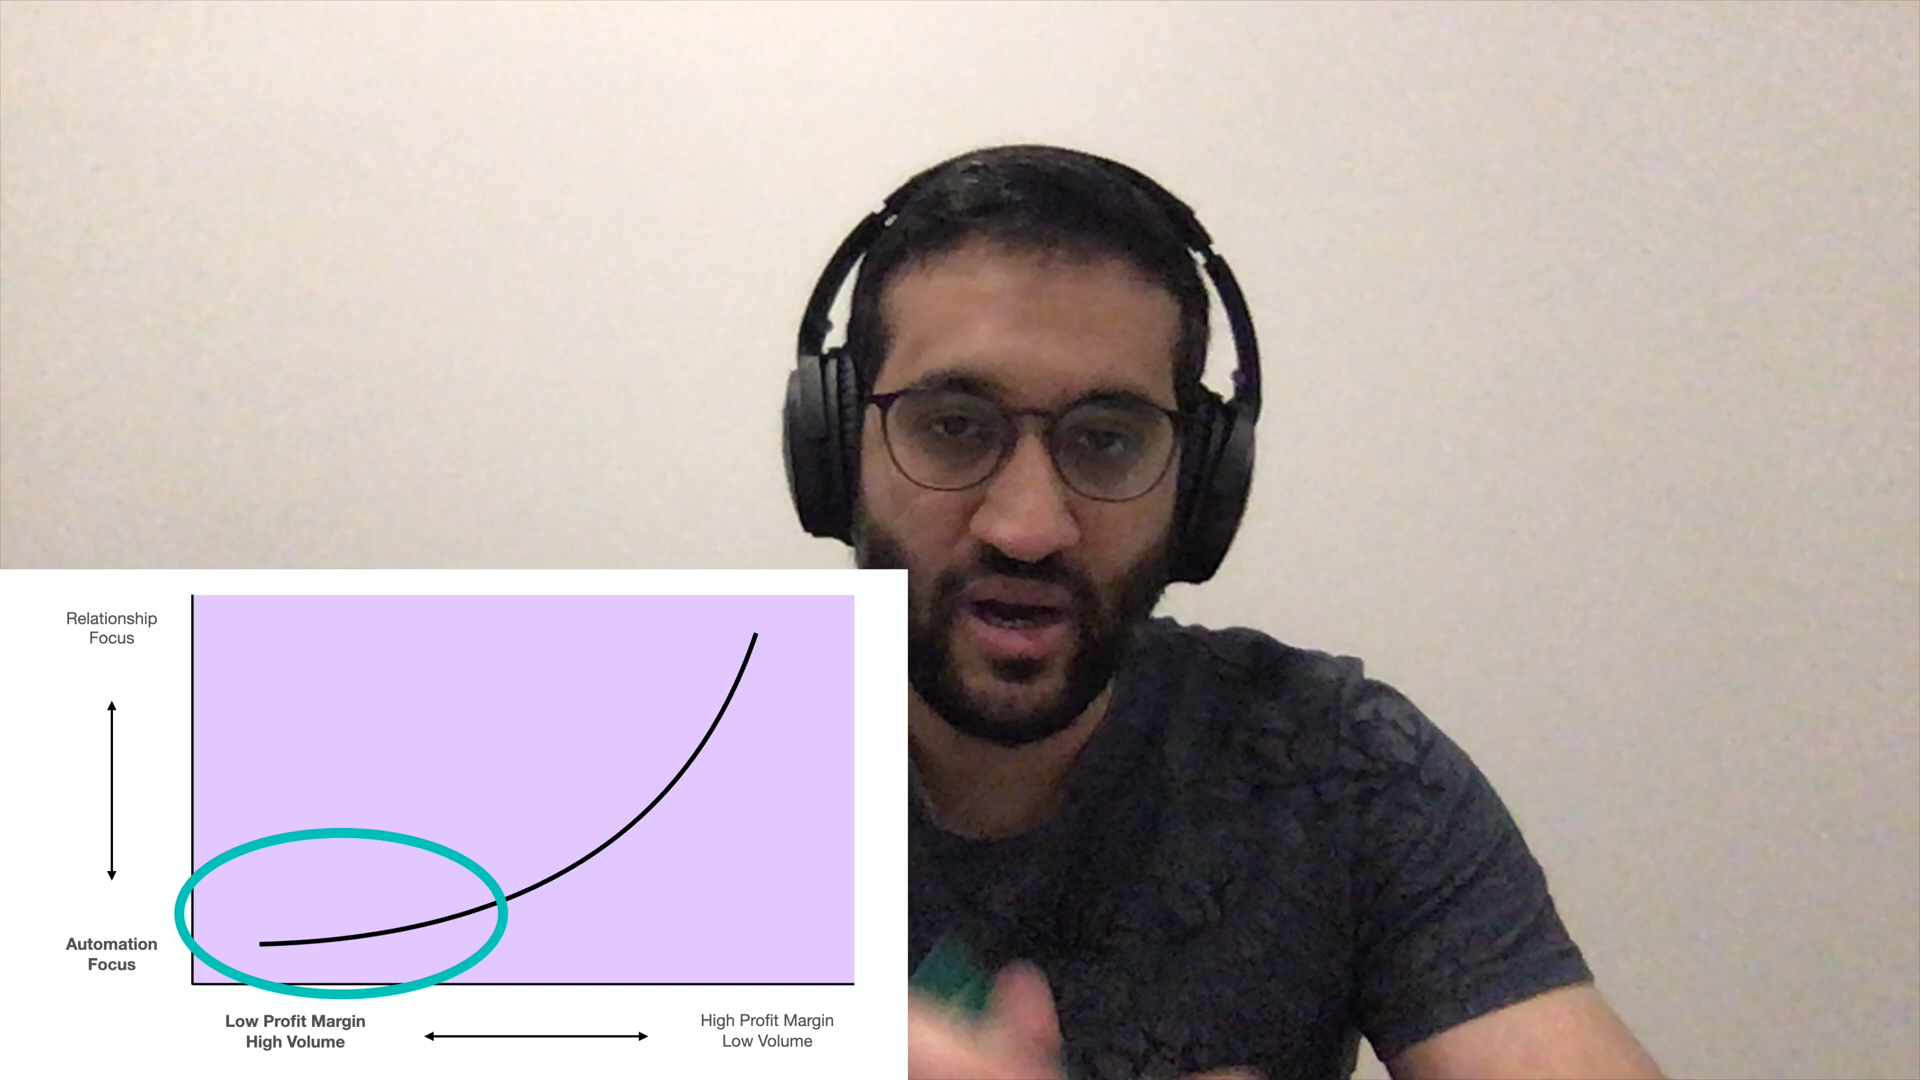 Relationship
Focus
Automation
Focus
Low Profit Margin
High Volume
High Profit Margin
Low Volume